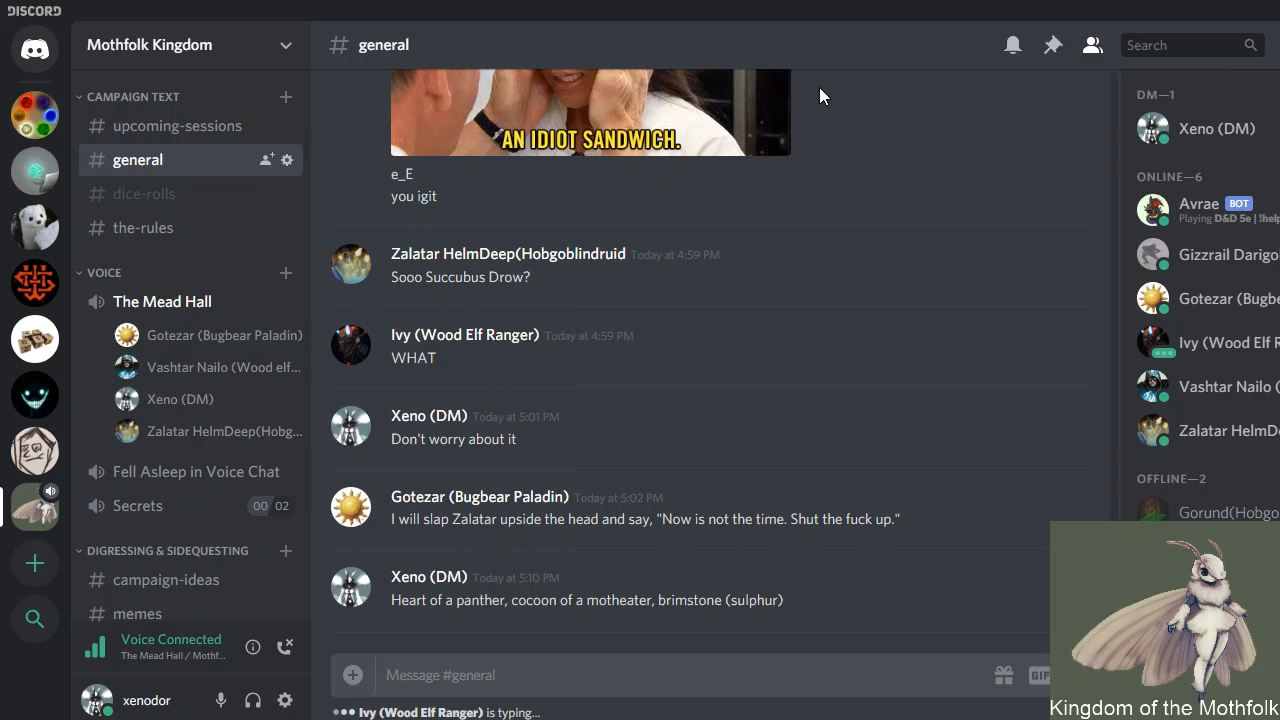 DISCORD
Mothfolk Kingdom
CAMPAIGN TEXT
upcoming-sessions
general
dice-rolls
the-rules
VOICE
The Mead Hall
Gotezar (Bugbear Paladin)
Vashtar Nailo (Wood elf...
Xeno (DM)
Zalatar HelmDeep(Hobg...
Fell Asleep in Voice Chat
Secrets 00 02
DIGRESSING & SIDEQUESTING
campaign-ideas
memes
Voice Connected
The Mead Hall / Mothf...
xenodor
# general
Search
AN IDIOT SANDWICH.
e_E
you igit
Zalatar HelmDeep(Hobgoblindruid Today at 4:59 PM
Sooo Succubus Drow?
Ivy (Wood Elf Ranger) Today at 4:59 PM
WHAT
Xeno (DM) Today at 5:01 PM
Don't worry about it
Gotezar (Bugbear Paladin) Today at 5:02 PM
I will slap Zalatar upside the head and say, "Now is not the time. Shut the fuck up."
Xeno (DM) Today at 5:10 PM
Heart of a panther, cocoon of a motheater, brimstone (sulphur)
Message #general
GIF
Ivy (Wood Elf Ranger) is typing...
DM—1
Xeno (DM)
ONLINE—6
Avrae BOT
Playing D&D 5e | !help
Gizzrail Darigo
Gotezar (Bugbe
Ivy (Wood Elf R
Vashtar Nailo (
Zalatar HelmD
OFFLINE—2
Gorund(Hobgo
Kingdom of the Mothfolk